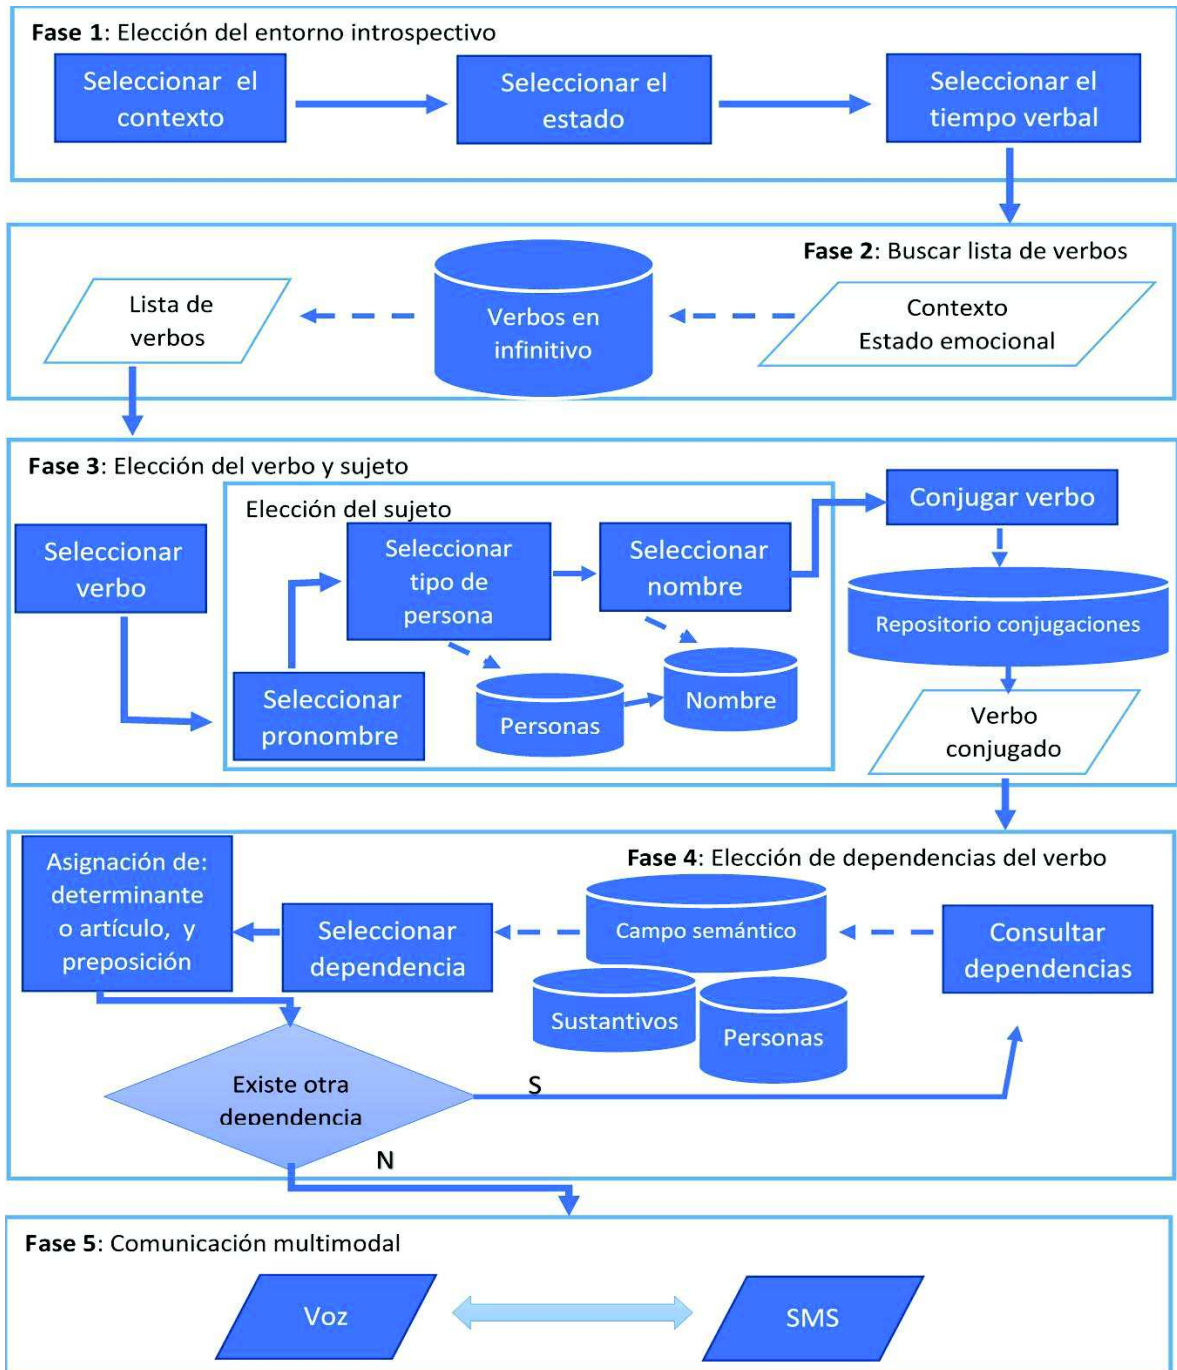 Fase 1: Elección del entorno introspectivo
Seleccionar el
contexto
Seleccionar el
estado
Seleccionar el
tiempo verbal
Fase 2: Buscar lista de verbos
Lista de
verbos
Verbos en
infinitivo
Contexto
Estado emocional
Fase 3: Elección del verbo y sujeto
Seleccionar
verbo
Elección del sujeto
Seleccionar
pronombre
Seleccionar
tipo de
persona
Seleccionar
nombre
Personas
Nombre
Conjugar verbo
Repositorio conjugaciones
Verbo
conjugado
Fase 4: Elección de dependencias del verbo
Asignación de:
determinante
o artículo, y
preposición
Seleccionar
dependencia
Campo semántico
Sustantivos
Personas
Consultar
dependencias
Existe otra
dependencia
S
N
Fase 5: Comunicación multimodal
Voz
SMS